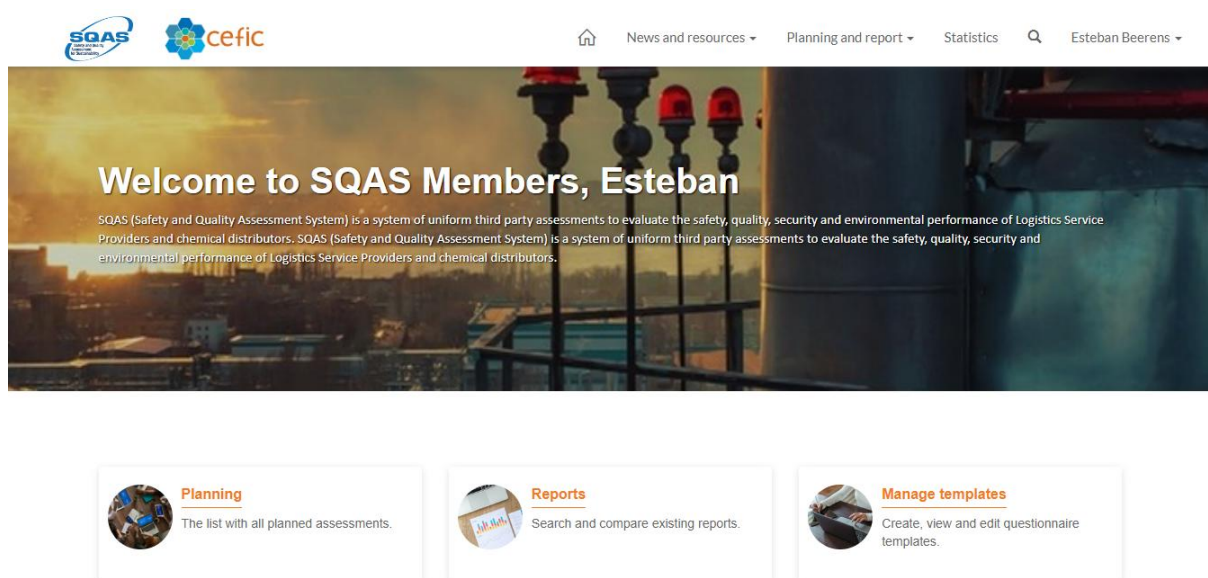 SQAS
cefic
News and resources
Planning and report
Statistics
Esteban Beerens
Welcome to SQAS Members, Esteban
SQAS (Safety and Quality Assessment System) is a system of uniform third party assessments to evaluate the safety, quality, security and environmental performance of Logistics Service
Providers and chemical distributors. SQAS (Safety and Quality Assessment System) is a system of uniform third party assessments to evaluate the safety, quality, security and
environmental performance of Logistics Service Providers and chemical distributors.
Planning
The list with all planned assessments.
Reports
Search and compare existing reports.
Manage templates
Create, view and edit questionnaire
templates.